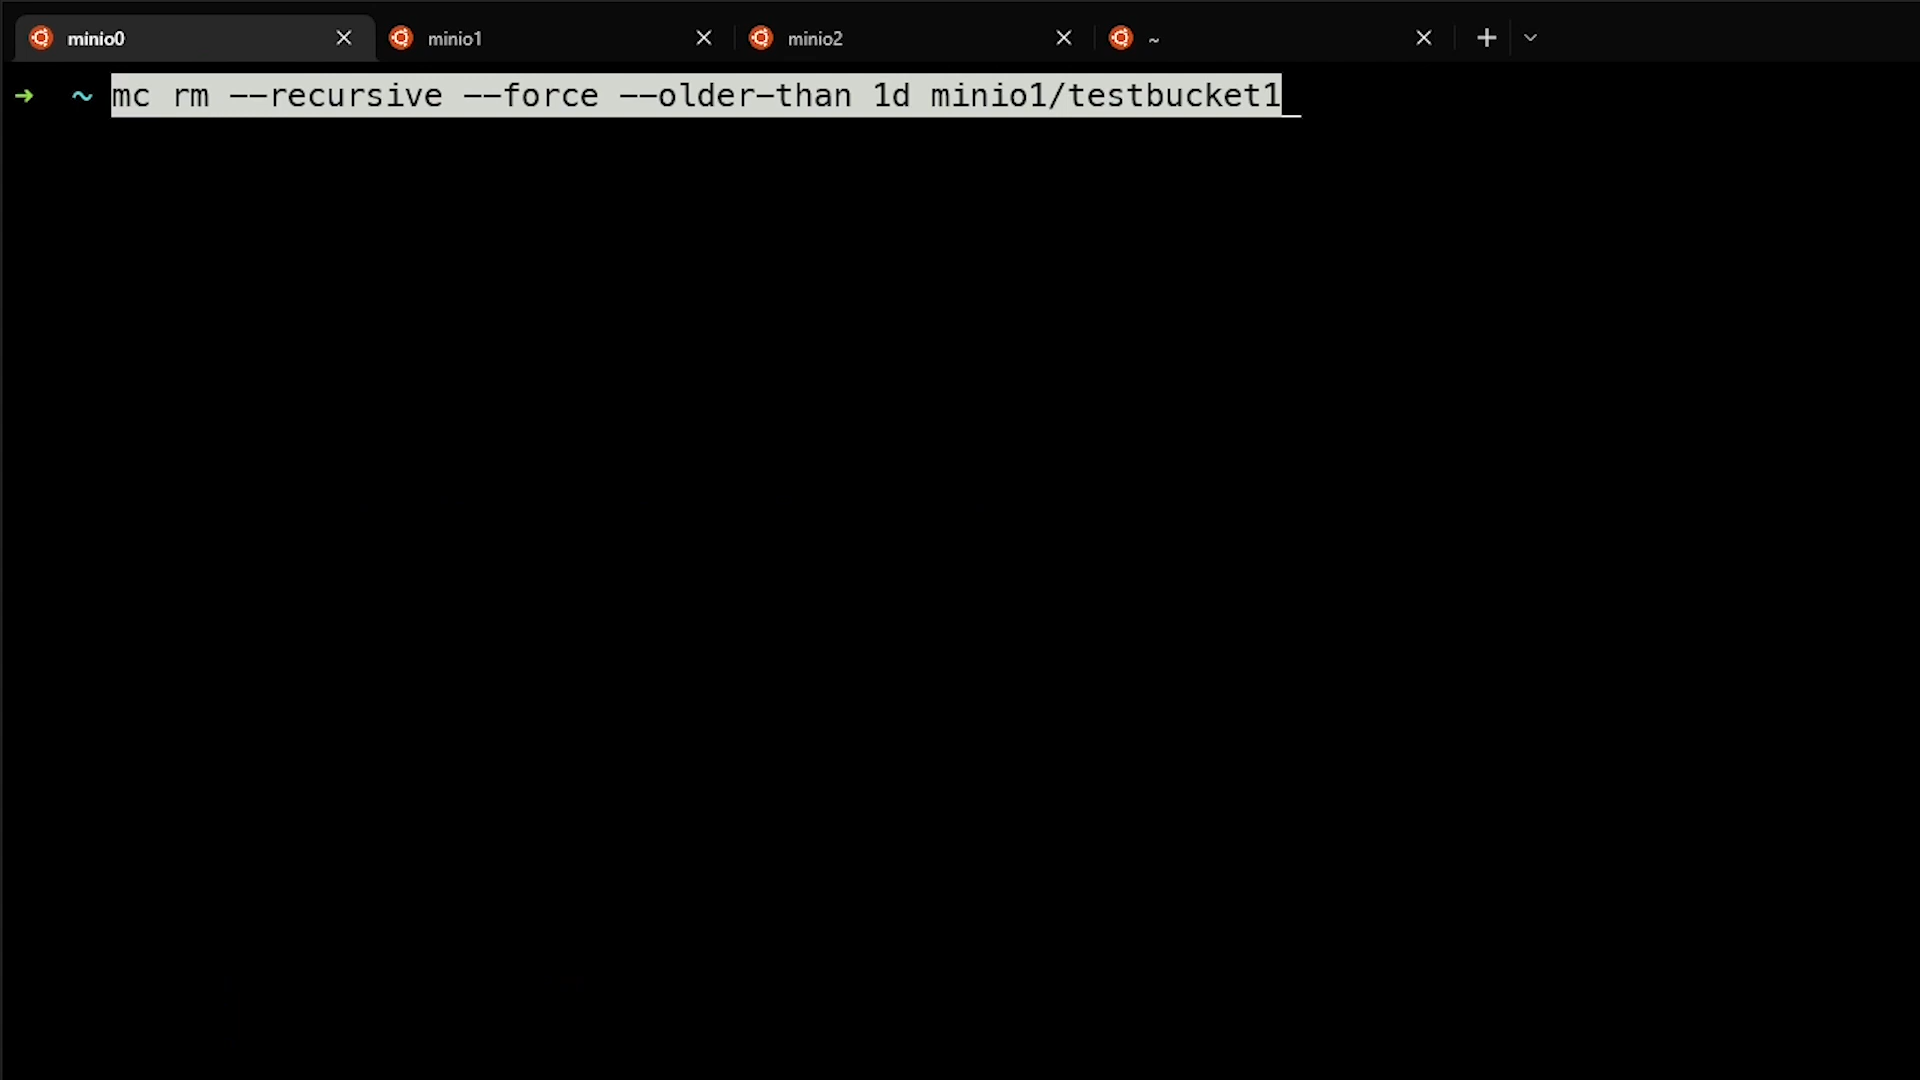 minio0 minio1 minio2 ~
→ ~ mc rm --recursive --force --older-than 1d minio1/testbucket1